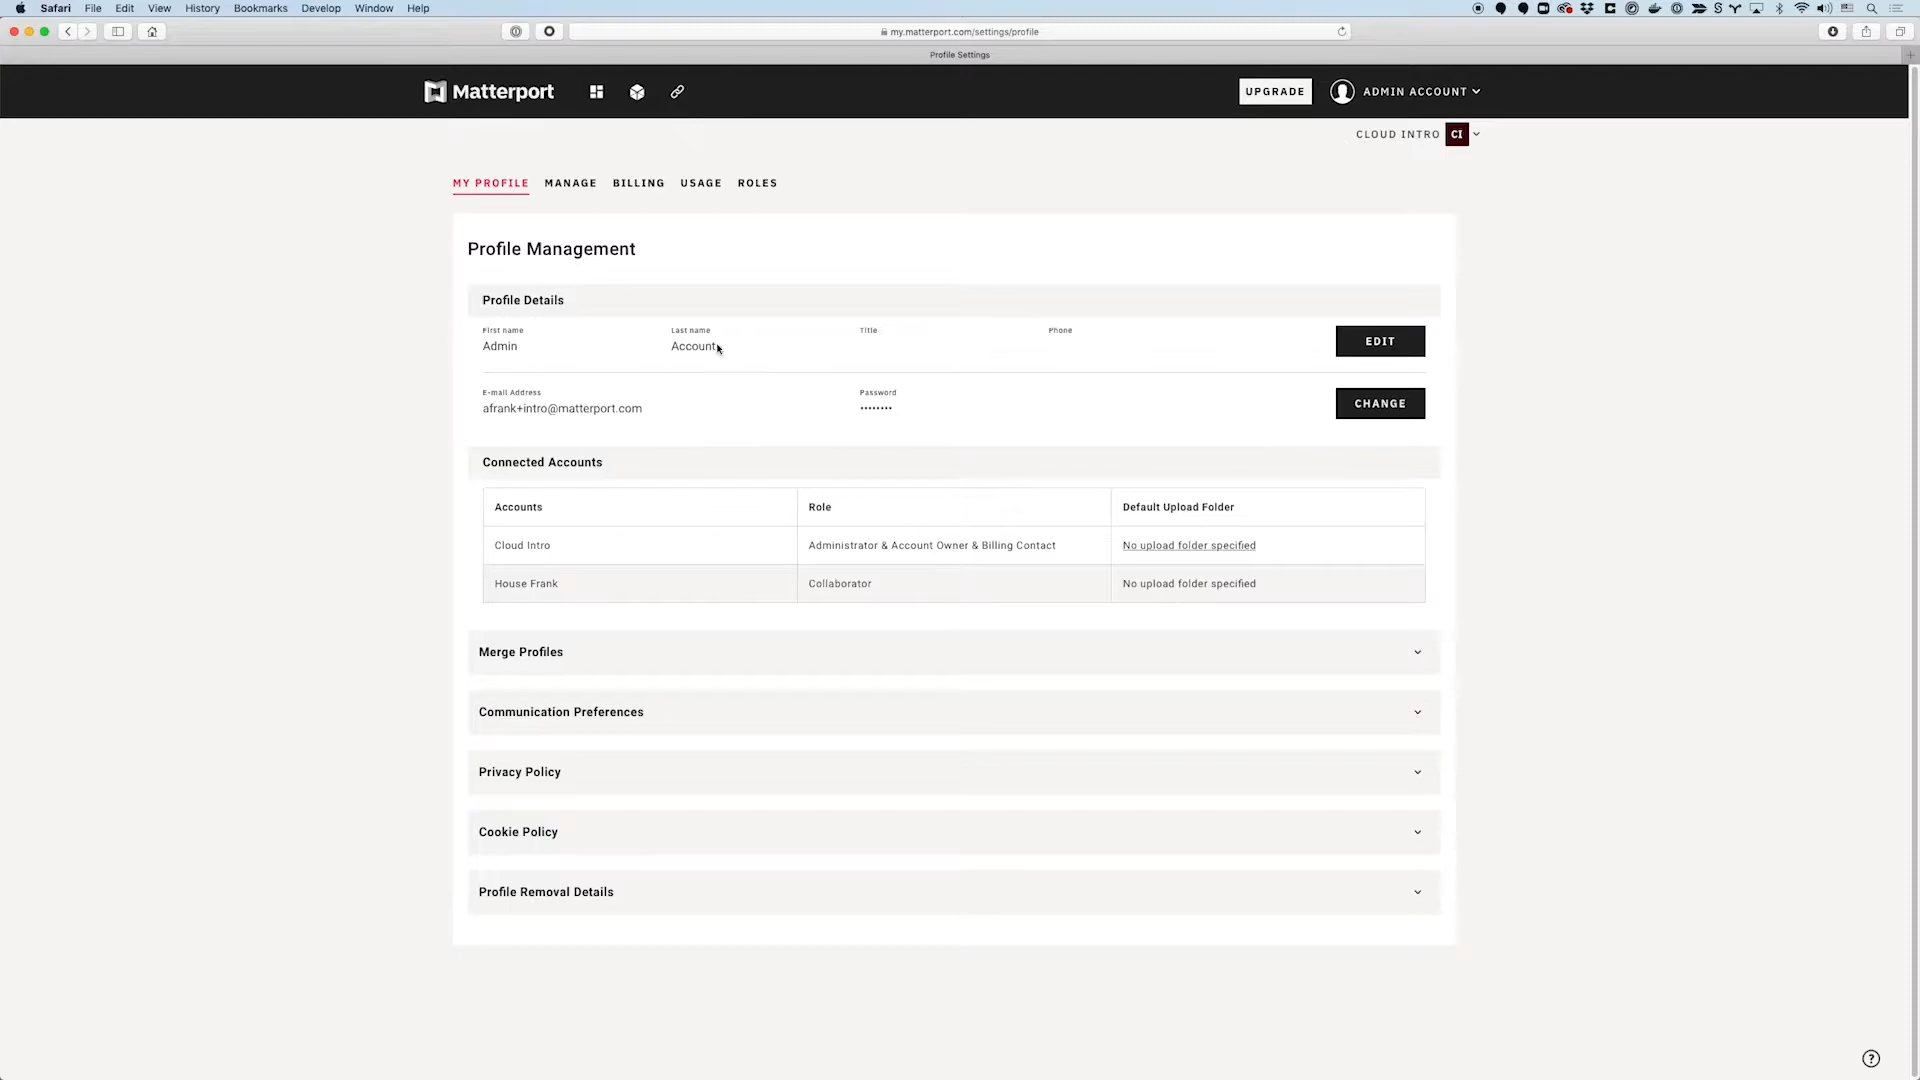 Safari File Edit View History Bookmarks Develop Window Help
my.matterport.com/settings/profile
Profile Settings
Matterport
UPGRADE
ADMIN ACCOUNT
CLOUD INTRO CI
MY PROFILE MANAGE BILLING USAGE ROLES
Profile Management
Profile Details
First name Last name Title Phone
Admin Account
EDIT
E-mail Address Password
afrank+intro@matterport.com ••••••••
CHANGE
Connected Accounts
Accounts Role Default Upload Folder
Cloud Intro Administrator & Account Owner & Billing Contact No upload folder specified
House Frank Collaborator No upload folder specified
Merge Profiles
Communication Preferences
Privacy Policy
Cookie Policy
Profile Removal Details